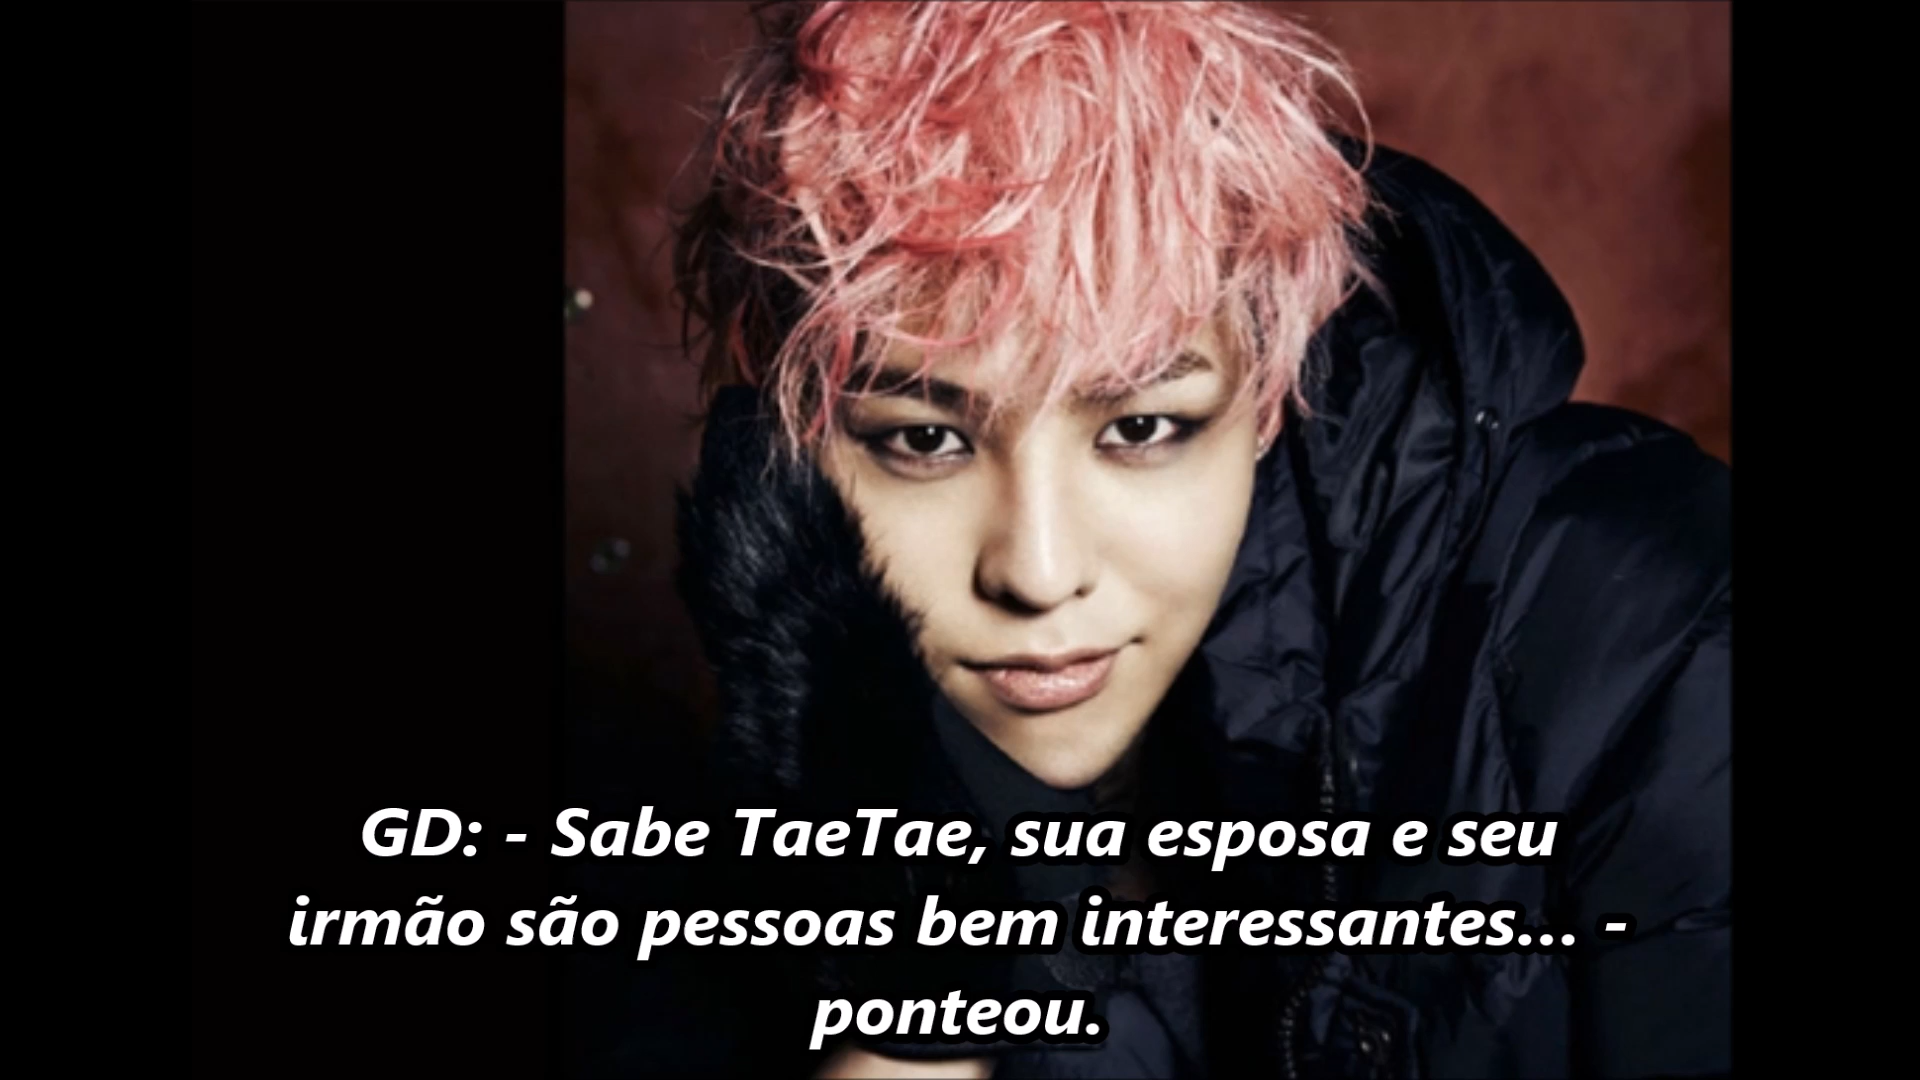 GD: - Sabe TaeTae, sua esposa e seu
irmão são pessoas bem interessantes... -
ponteou.